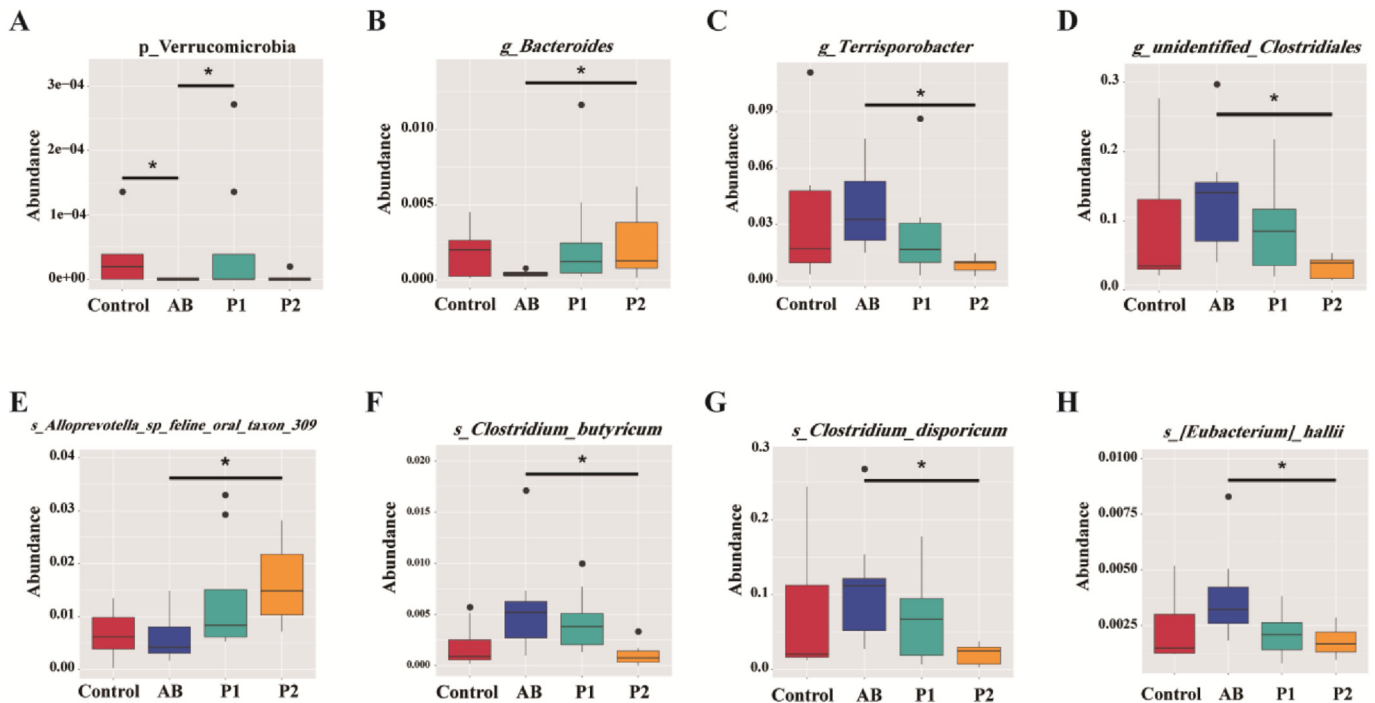 A
p_Verrucomicrobia
Abundance
3e−04
2e−04
1e−04
0e+00
*
*
Control AB P1 P2
B
g_Bacteroides
Abundance
0.010
0.005
0.000
*
Control AB P1 P2
C
g_Terrisporobacter
Abundance
0.09
0.06
0.03
0.00
*
Control AB P1 P2
D
g_unidentified_Clostridiales
Abundance
0.3
0.2
0.1
0.0
*
Control AB P1 P2
E
s_Alloprevotella_sp_feline_oral_taxon_309
Abundance
0.04
0.03
0.02
0.01
0.00
*
Control AB P1 P2
F
s_Clostridium_butyricum
Abundance
0.020
0.015
0.010
0.005
0.000
*
Control AB P1 P2
G
s_Clostridium_disporicum
Abundance
0.3
0.2
0.1
0.0
*
Control AB P1 P2
H
s_[Eubacterium]_hallii
Abundance
0.0100
0.0075
0.0050
0.0025
*
Control AB P1 P2